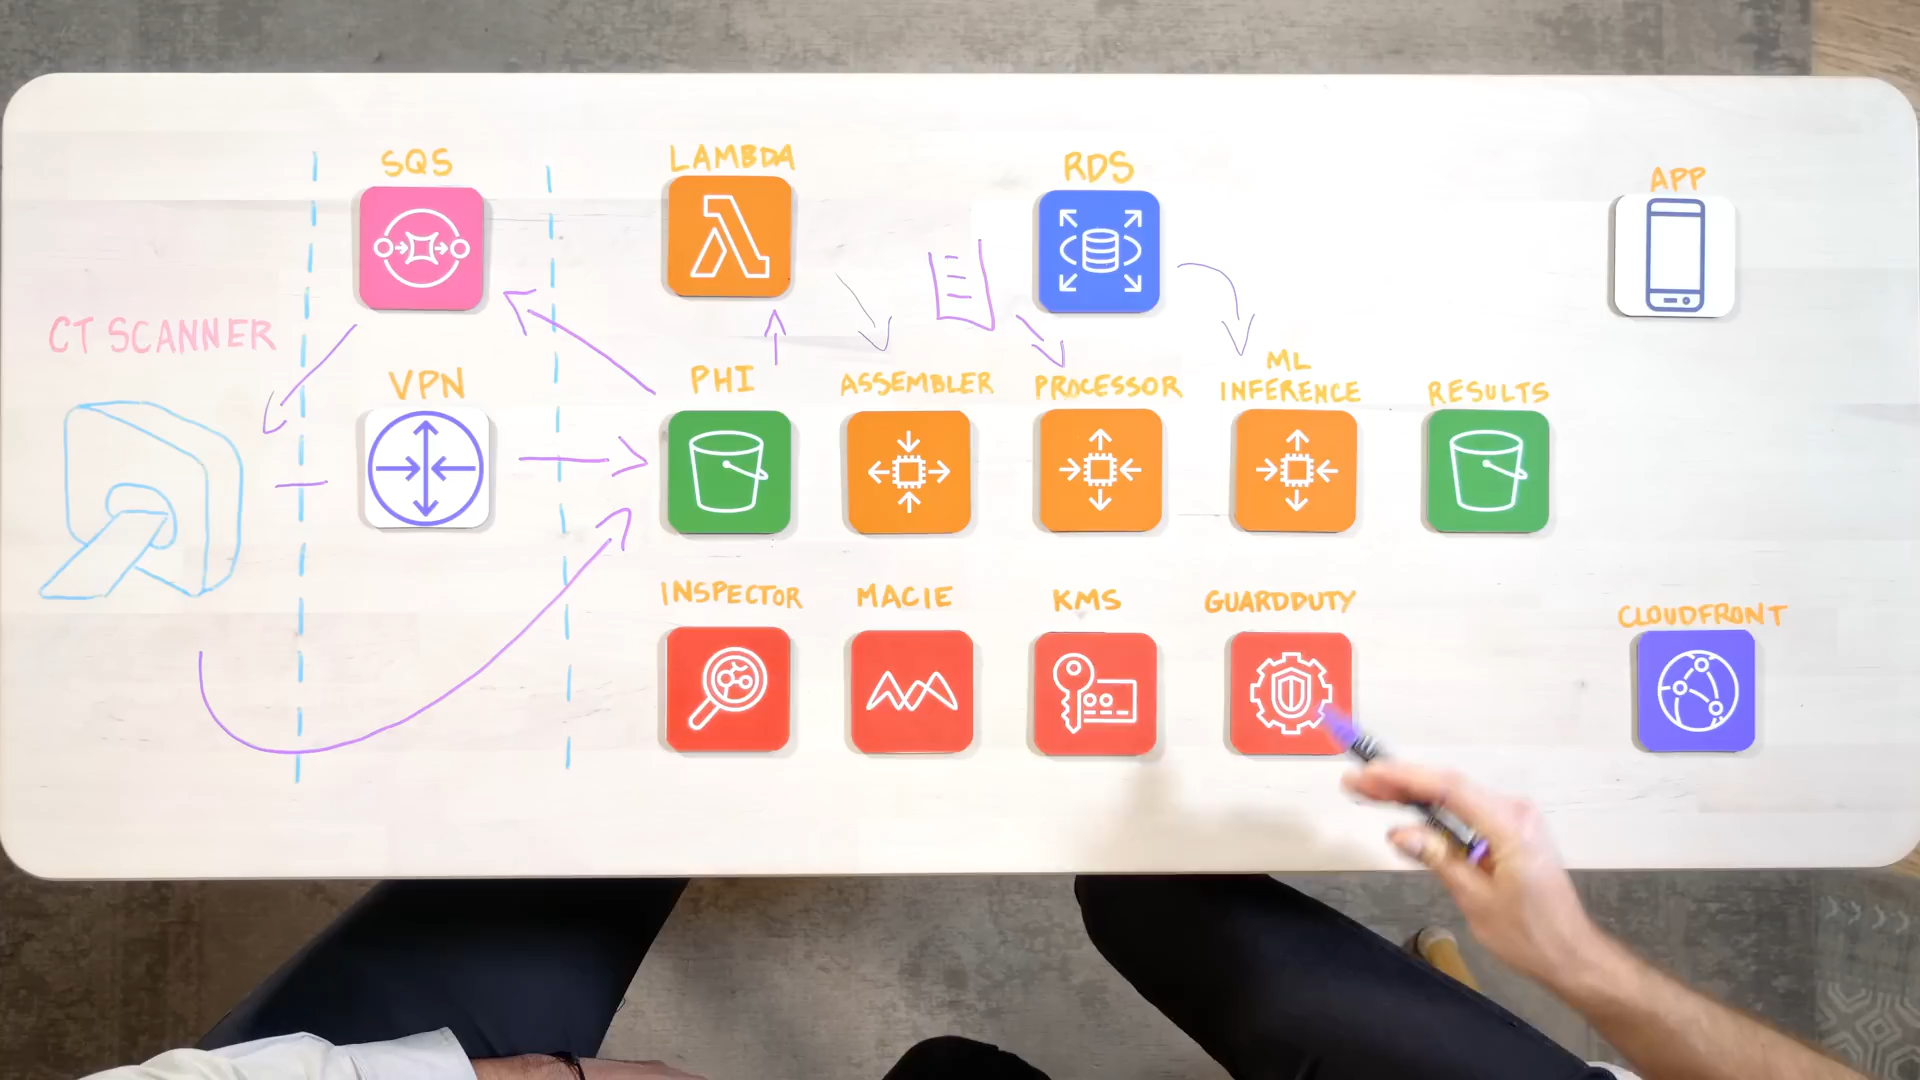 SQS
LAMBDA
RDS
APP
CT SCANNER
VPN
PHI
ASSEMBLER
PROCESSOR
ML
INFERENCE
RESULTS
INSPECTOR
MACIE
KMS
GUARDDUTY
CLOUDFRONT